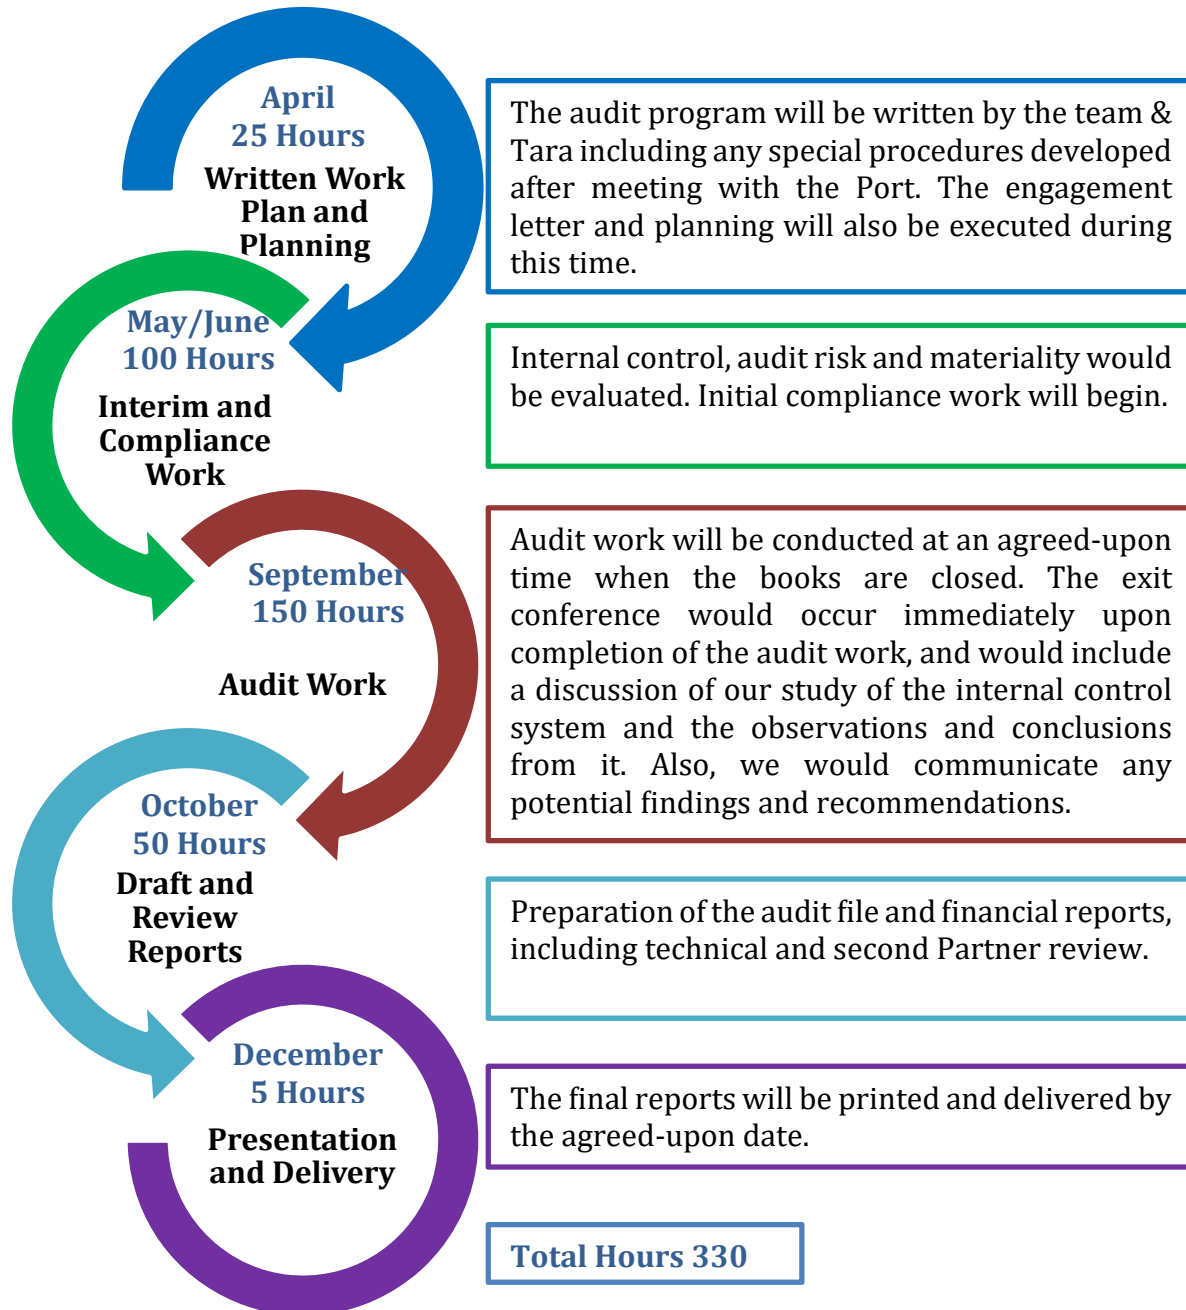 April
25 Hours
Written Work
Plan and
Planning
The audit program will be written by the team &
Tara including any special procedures developed
after meeting with the Port. The engagement
letter and planning will also be executed during
this time.
May/June
100 Hours
Interim and
Compliance
Work
Internal control, audit risk and materiality would
be evaluated. Initial compliance work will begin.
September
150 Hours
Audit Work
Audit work will be conducted at an agreed-upon
time when the books are closed. The exit
conference would occur immediately upon
completion of the audit work, and would include
a discussion of our study of the internal control
system and the observations and conclusions
from it. Also, we would communicate any
potential findings and recommendations.
October
50 Hours
Draft and
Review
Reports
Preparation of the audit file and financial reports,
including technical and second Partner review.
December
5 Hours
Presentation
and Delivery
The final reports will be printed and delivered by
the agreed-upon date.
Total Hours 330